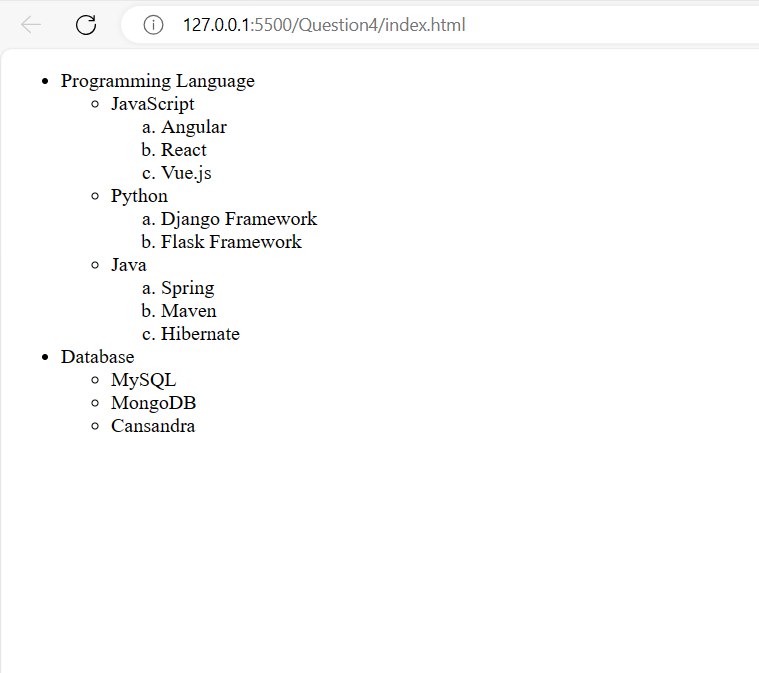 127.0.0.1:5500/Question4/index.html
• Programming Language
◦ JavaScript
a. Angular
b. React
c. Vue.js
◦ Python
a. Django Framework
b. Flask Framework
◦ Java
a. Spring
b. Maven
c. Hibernate
• Database
◦ MySQL
◦ MongoDB
◦ Cansandra